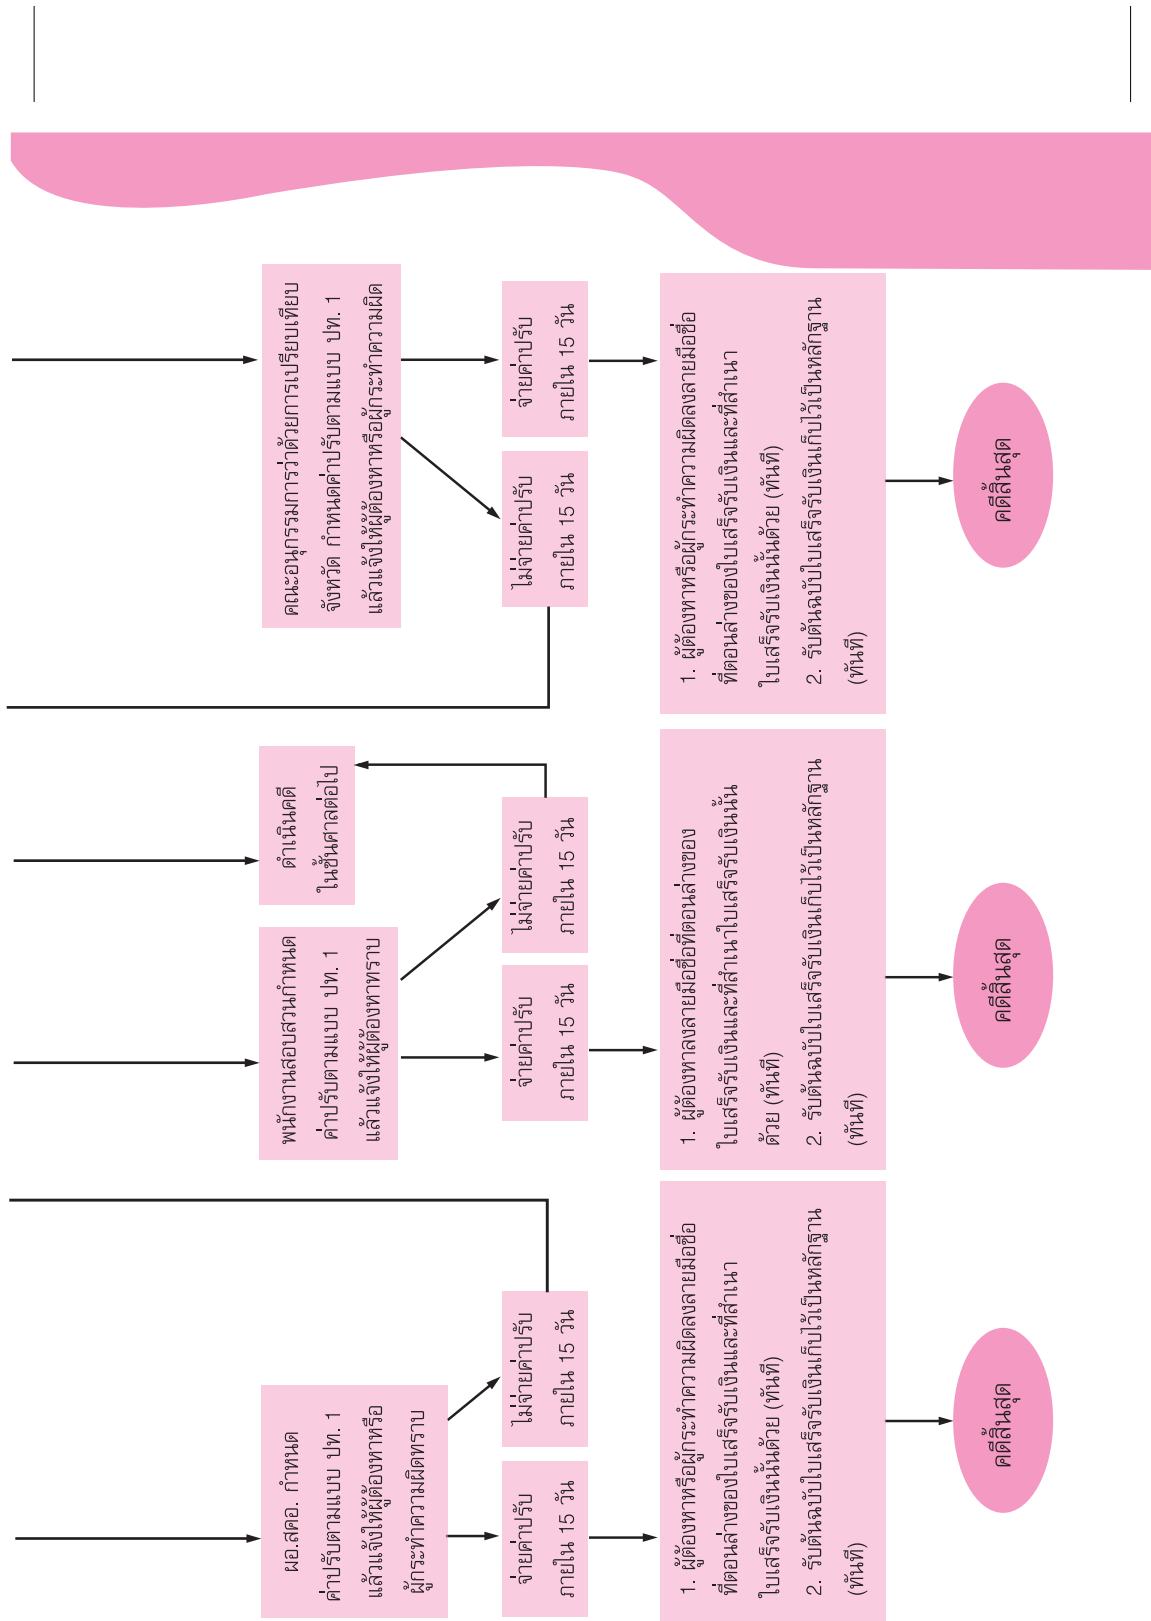 ผอ.สคอ. กำหนด
ค่าปรับตามแบบ ปท. 1
แล้วแจ้งให้ผู้ต้องหาหรือ
ผู้กระทำความผิดทราบ
จ่ายค่าปรับ
ภายใน 15 วัน
ไม่จ่ายค่าปรับ
ภายใน 15 วัน
1. ผู้ต้องหาหรือผู้กระทำความผิดลงลายมือชื่อ
ที่ตอนล่างของใบเสร็จรับเงินและที่สำเนา
ใบเสร็จรับเงินนั้นด้วย (ทันที)
2. รับต้นฉบับใบเสร็จรับเงินเก็บไว้เป็นหลักฐาน
(ทันที)
คดีสิ้นสุด
พนักงานสอบสวนกำหนด
ค่าปรับตามแบบ ปท. 1
แล้วแจ้งให้ผู้ต้องหาทราบ
ดำเนินคดี
ในชั้นศาลต่อไป
จ่ายค่าปรับ
ภายใน 15 วัน
ไม่จ่ายค่าปรับ
ภายใน 15 วัน
1. ผู้ต้องหาลงลายมือชื่อที่ตอนล่างของ
ใบเสร็จรับเงินและที่สำเนาใบเสร็จรับเงินนั้น
ด้วย (ทันที)
2. รับต้นฉบับใบเสร็จรับเงินเก็บไว้เป็นหลักฐาน
(ทันที)
คดีสิ้นสุด
คณะอนุกรรมการว่าด้วยการเปรียบเทียบ
จังหวัด กำหนดค่าปรับตามแบบ ปท. 1
แล้วแจ้งให้ผู้ต้องหาหรือผู้กระทำความผิด
ไม่จ่ายค่าปรับ
ภายใน 15 วัน
จ่ายค่าปรับ
ภายใน 15 วัน
1. ผู้ต้องหาหรือผู้กระทำความผิดลงลายมือชื่อ
ที่ตอนล่างของใบเสร็จรับเงินและที่สำเนา
ใบเสร็จรับเงินนั้นด้วย (ทันที)
2. รับต้นฉบับใบเสร็จรับเงินเก็บไว้เป็นหลักฐาน
(ทันที)
คดีสิ้นสุด